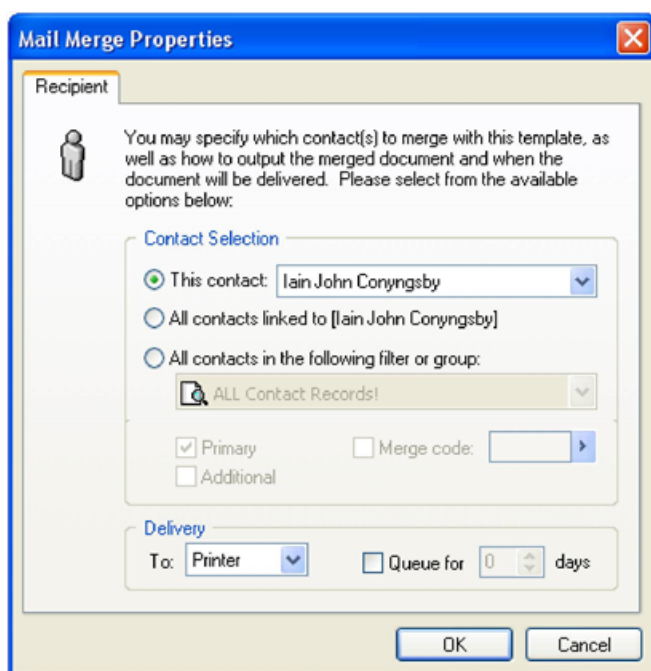 Mail Merge Properties
Recipient
You may specify which contact(s) to merge with this template, as
well as how to output the merged document and when the
document will be delivered.  Please select from the available
options below:
Contact Selection
This contact: Iain John Conyngsby
All contacts linked to [Iain John Conyngsby]
All contacts in the following filter or group:
ALL Contact Records!
Primary Merge code:
Additional
Delivery
To: Printer Queue for 0 days
OK Cancel